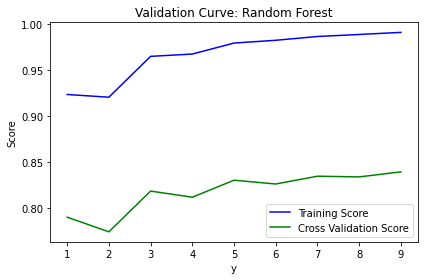 Validation Curve: Random Forest
Score
1.00
0.95
0.90
0.85
0.80
1 2 3 4 5 6 7 8 9
y
Training Score
Cross Validation Score